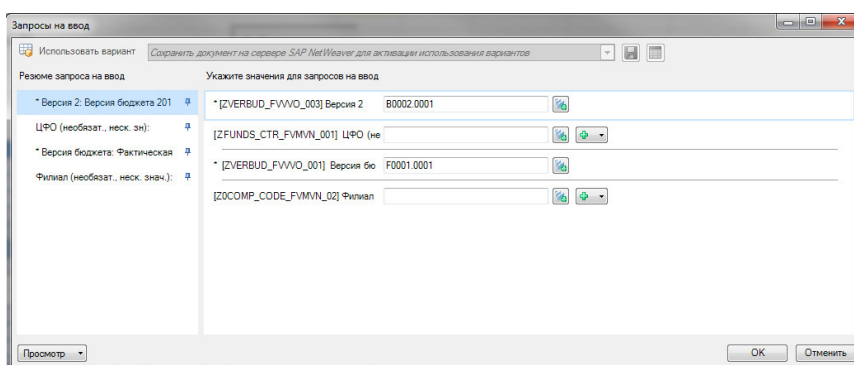 Запросы на ввод
Использовать вариант Сохранить документ на сервере SAP NetWeaver для активации использования вариантов
Резюме запроса на ввод
Укажите значения для запросов на ввод
* Версия 2: Версия бюджета 201
ЦФО (необязат., неск. зн):
* Версия бюджета: Фактическая
Филиал (необязат., неск. знач.):
* [ZVERBUD_FVVVO_003] Версия 2 B0002.0001
[ZFUNDS_CTR_FVMVN_001] ЦФО (не
* [ZVERBUD_FVVVO_001] Версия бю F0001.0001
[Z0COMP_CODE_FVMVN_02] Филиал
Просмотр
OK
Отменить